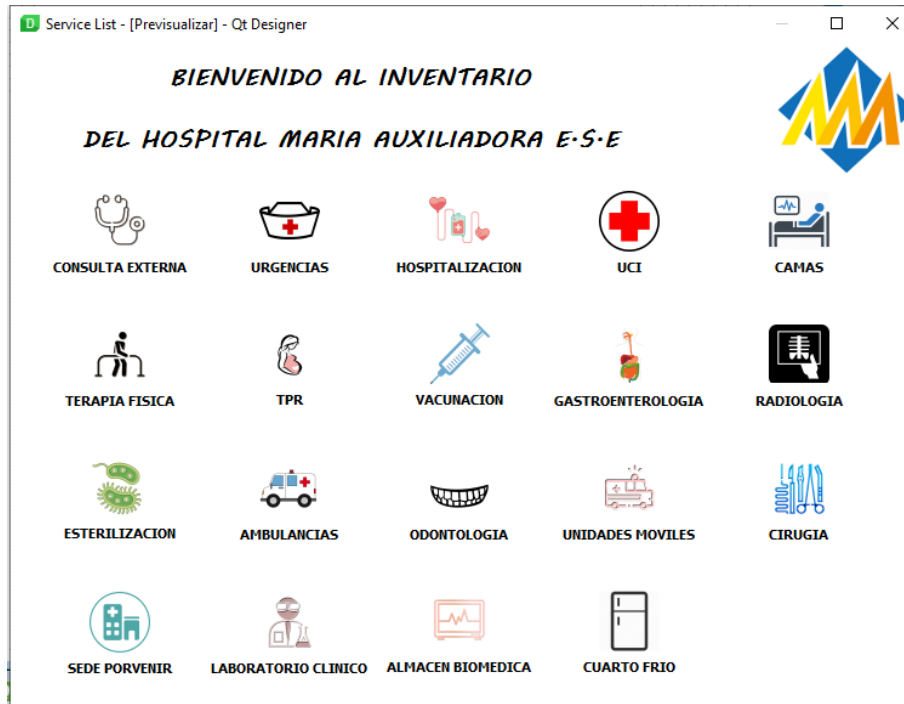 Service List - [Previsualizar] - Qt Designer
BIENVENIDO AL INVENTARIO
DEL HOSPITAL MARIA AUXILIADORA E.S.E
CONSULTA EXTERNA URGENCIAS HOSPITALIZACION UCI CAMAS
TERAPIA FISICA TPR VACUNACION GASTROENTEROLOGIA RADIOLOGIA
ESTERILIZACION AMBULANCIAS ODONTOLOGIA UNIDADES MOVILES CIRUGIA
SEDE PORVENIR LABORATORIO CLINICO ALMACEN BIOMEDICA CUARTO FRIO